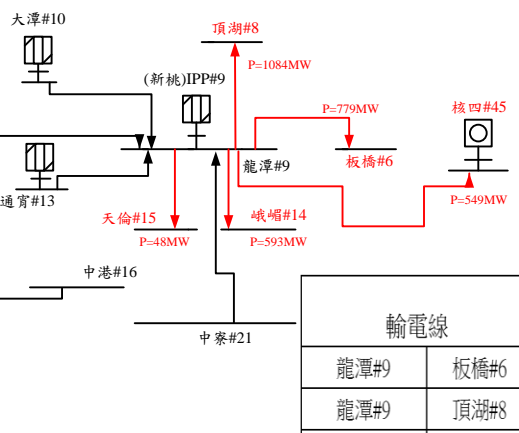 大潭#10
頂湖#8
P=1084MW
(新桃)IPP#9
P=779MW
核四#45
龍潭#9
板橋#6
P=549MW
通宵#13
天倫#15
峨嵋#14
P=48MW
P=593MW
中港#16
中寮#21
輸電線
龍潭#9 板橋#6
龍潭#9 頂湖#8